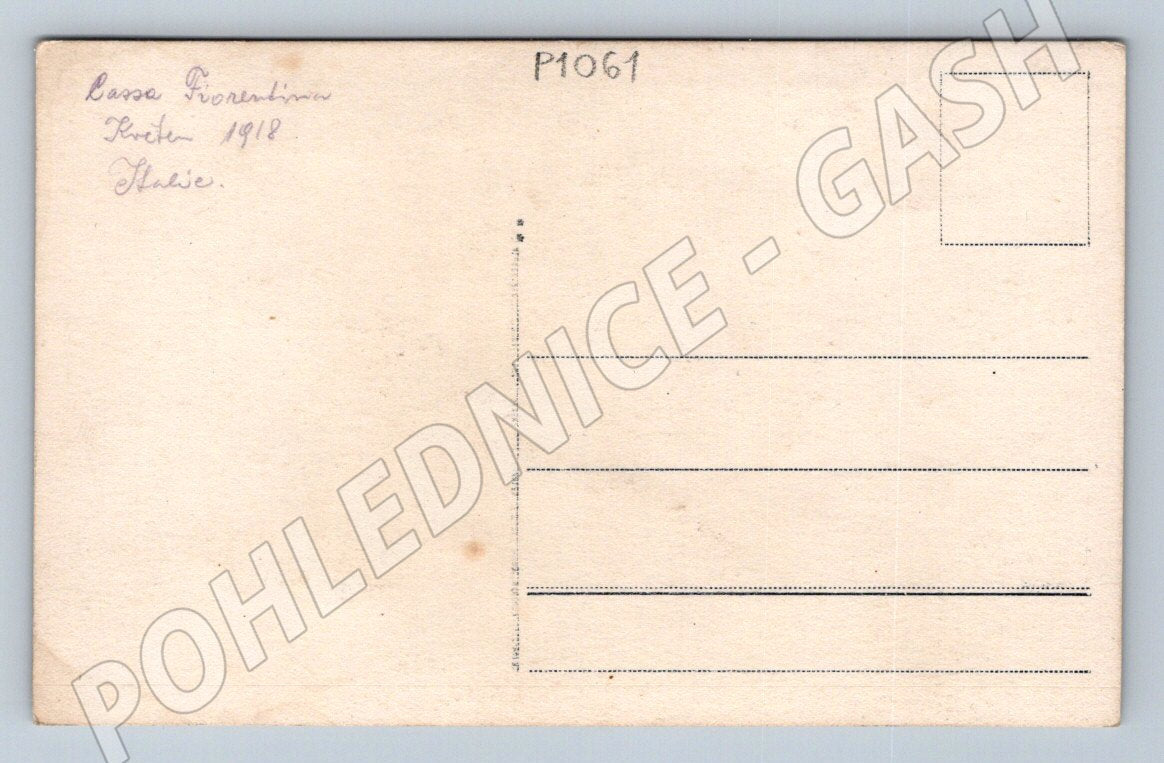 P1061
Cassa Fiorentina
Květen 1918.
Italie.
POHLEDNICE - GASH